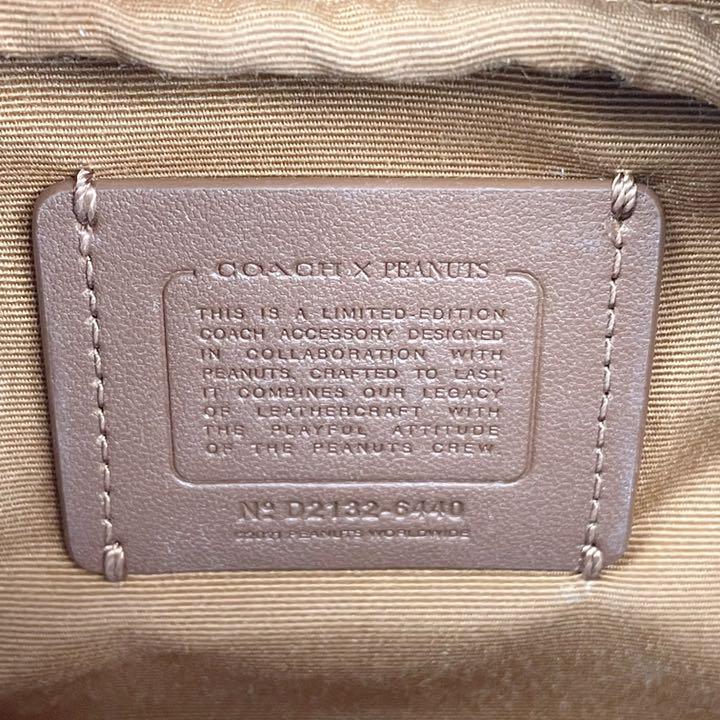 COACH X PEANUTS
THIS IS A LIMITED-EDITION
COACH ACCESSORY DESIGNED
IN COLLABORATION WITH
PEANUTS. CRAFTED TO LAST,
IT COMBINES OUR LEGACY
OF LEATHERCRAFT WITH
THE PLAYFUL ATTITUDE
OF THE PEANUTS CREW.
Nº D2132-6440
©2021 PEANUTS WORLDWIDE